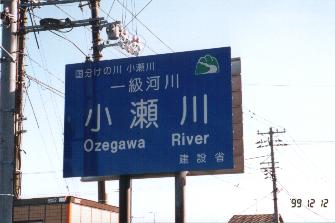 国分けの川 小瀬川
一級河川
小瀬川
Ozegawa River
建設省
'99 12 12